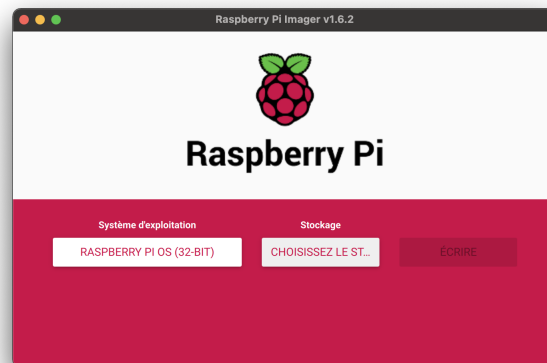 Raspberry Pi Imager v1.6.2
Raspberry Pi
Système d'exploitation
Stockage
RASPBERRY PI OS (32-BIT)
CHOISISSEZ LE ST...
ÉCRIRE